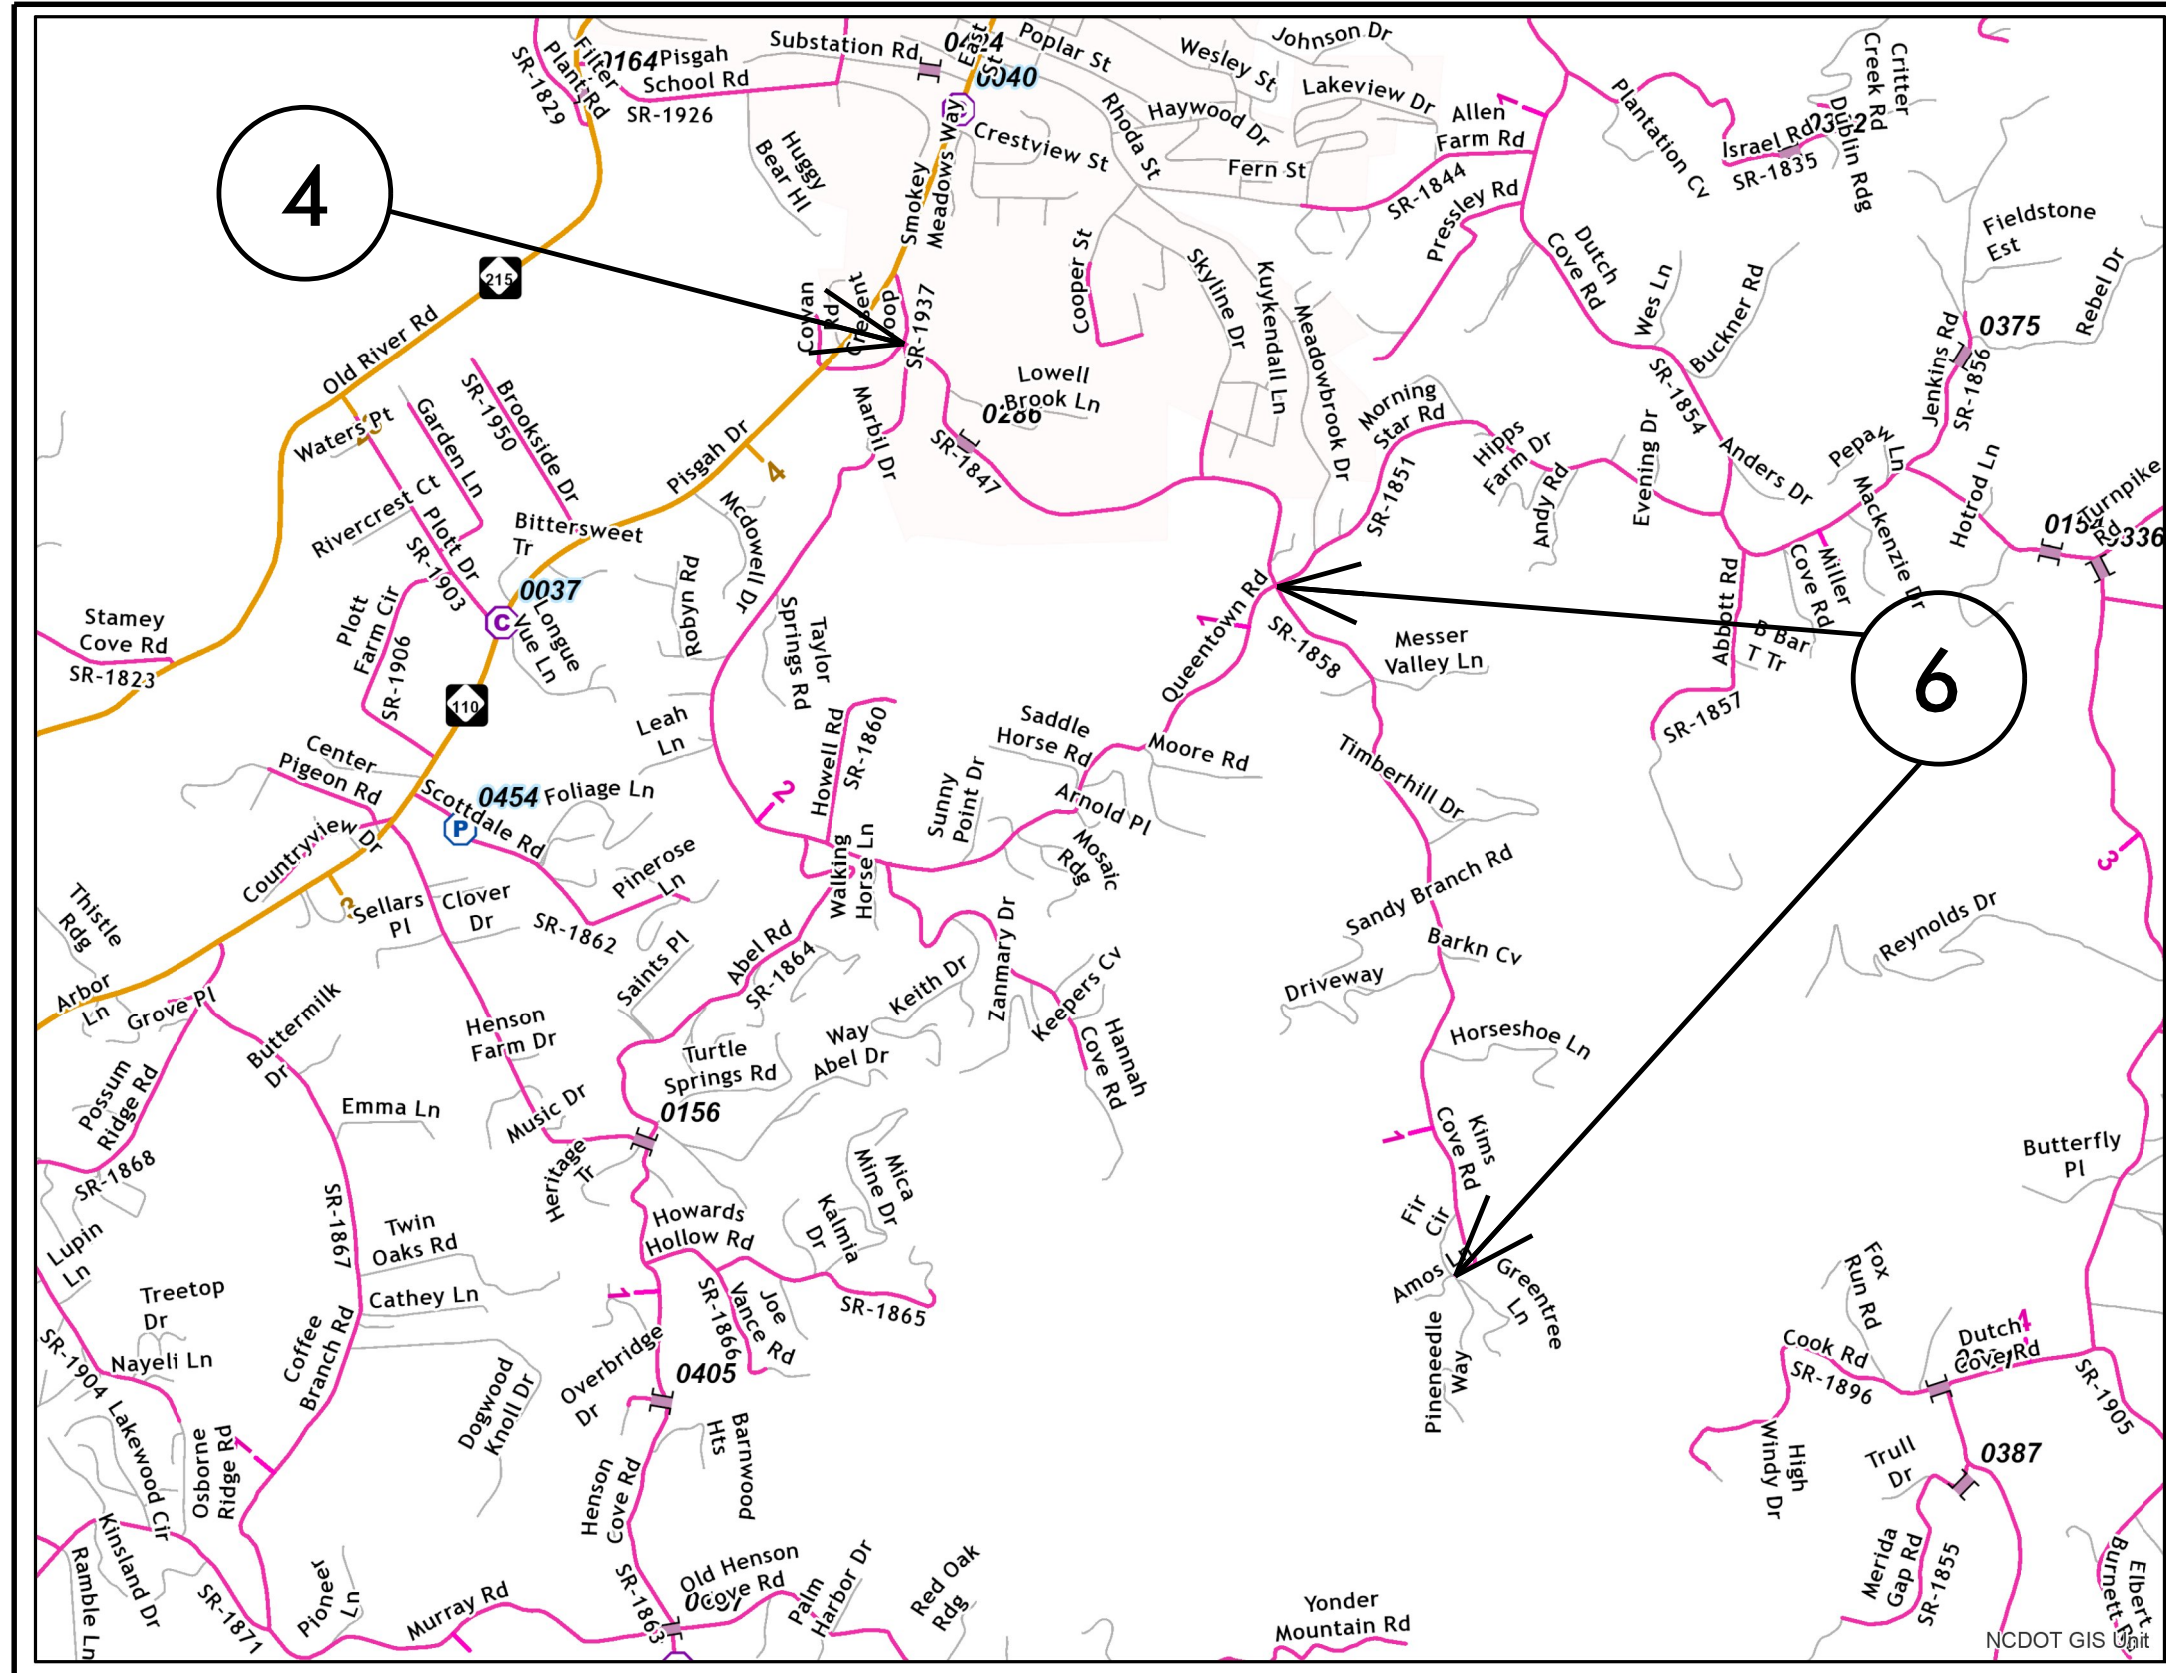 SR-1829
Plant Rd
Filter
0164
Pisgah
School Rd
SR-1926
Substation Rd
East
St
0040
Poplar St
Wesley St
Johnson Dr
Lakeview Dr
Haywood Dr
Rhoda St
Crestview St
Fern St
Allen
Farm Rd
1
SR-1844
Pressley Rd
Plantation Cv
Israel Rd
SR-1835
Dublin Rdg
Critter
Creek Rd
Fieldstone
Est
Rebel Dr
Huggy
Bear Hl
Smokey
Meadows Way
4
215
Old River Rd
Cowan
Rd
SR-1937
Cooper St
Skyline Dr
Kuykendall Ln
Meadowbrook Dr
Dutch
Cove Rd
Wes Ln
Buckner Rd
0375
Jenkins Rd
SR-1856
SR-1854
Waters Pt
Garden Ln
SR-1950
Brookside Dr
Marbil Dr
Lowell
Brook Ln
0286
SR-1847
Morning
Star Rd
SR-1851
Hipps
Farm Dr
Andy Rd
Evening Dr
Anders Dr
Pepaw
Ln
Mackenzie Dr
Hotrod Ln
Turnpike
Rd
Pisgah Dr
4
Rivercrest Ct
Plott Dr
SR-1903
Bittersweet
Tr
Mcdowell Dr
0037
C
Longue
Vue Ln
Robyn Rd
Taylor
Springs Rd
Queentown Rd
1
SR-1858
Messer
Valley Ln
Abbott Rd
Miller
Cove Rd
B Bar
T Tr
SR-1857
6
Stamey
Cove Rd
SR-1823
Plott
Farm Cir
SR-1906
110
Leah
Ln
Howell Rd
SR-1860
Saddle
Horse Rd
Moore Rd
Timberhill Dr
Center
Pigeon Rd
0454
Foliage Ln
P
Scottdale Rd
2
Sunny
Point Dr
Arnold Pl
Mosaic
Rdg
Countryview Dr
Pinerose
Ln
Walking
Horse Ln
Sandy Branch Rd
3
Thistle
Rdg
Sellars
Pl
Clover
Dr
SR-1862
Saints Pl
Abel Rd
SR-1864
Zanmary Dr
Keith Dr
Keepers Cv
Barkn Cv
Driveway
Reynolds Dr
Arbor
Ln
Grove Pl
Buttermilk
Dr
Henson
Farm Dr
Turtle
Springs Rd
Way
Abel Dr
Hannah
Cove Rd
Horseshoe Ln
Possum
Ridge Rd
SR-1868
Emma Ln
Music Dr
0156
Heritage
Tr
Mica
Mine Dr
Kims
Cove Rd
1
Butterfly
Pl
Lupin
Ln
SR-1867
Twin
Oaks Rd
Howards
Hollow Rd
Kalmia
Dr
Fir
Cir
Amos Ln
Greentree
Ln
Pineneedle
Way
Fox
Run Rd
Treetop
Dr
Cathey Ln
1
SR-1866
Joe
Vance Rd
SR-1865
SR-1904
Nayeli Ln
Coffee
Branch Rd
Overbridge
Dr
0405
Cook Rd
SR-1896
Dutch
Cove Rd
1
SR-1905
Lakewood Cir
Osborne
Ridge Rd
1
Dogwood
Knoll Dr
Barnwood
Hts
High
Windy Dr
Trull
Dr
0387
Kinsland Dr
Henson
Cove Rd
Merida
Gap Rd
SR-1855
Ramble Ln
SR-1871
Pioneer
Ln
Murray Rd
SR-1863
Old Henson
Cove Rd
Palm
Harbor Dr
Red Oak
Rdg
Yonder
Mountain Rd
Elbert
Burnett
NCDOT GIS Unit